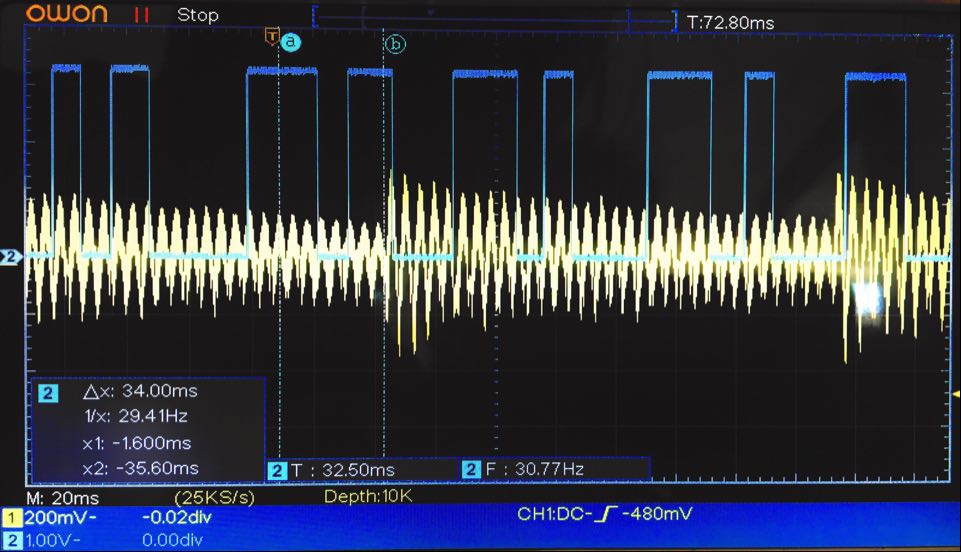 owon Stop T:72.80ms
T a b
2
2 △x: 34.00ms
1/x: 29.41Hz
x1: -1.600ms
x2: -35.60ms
2 T : 32.50ms 2 F : 30.77Hz
M: 20ms (25KS/s) Depth:10K
1 200mV- -0.02div CH1:DC- -480mV
2 1.00V- 0.00div